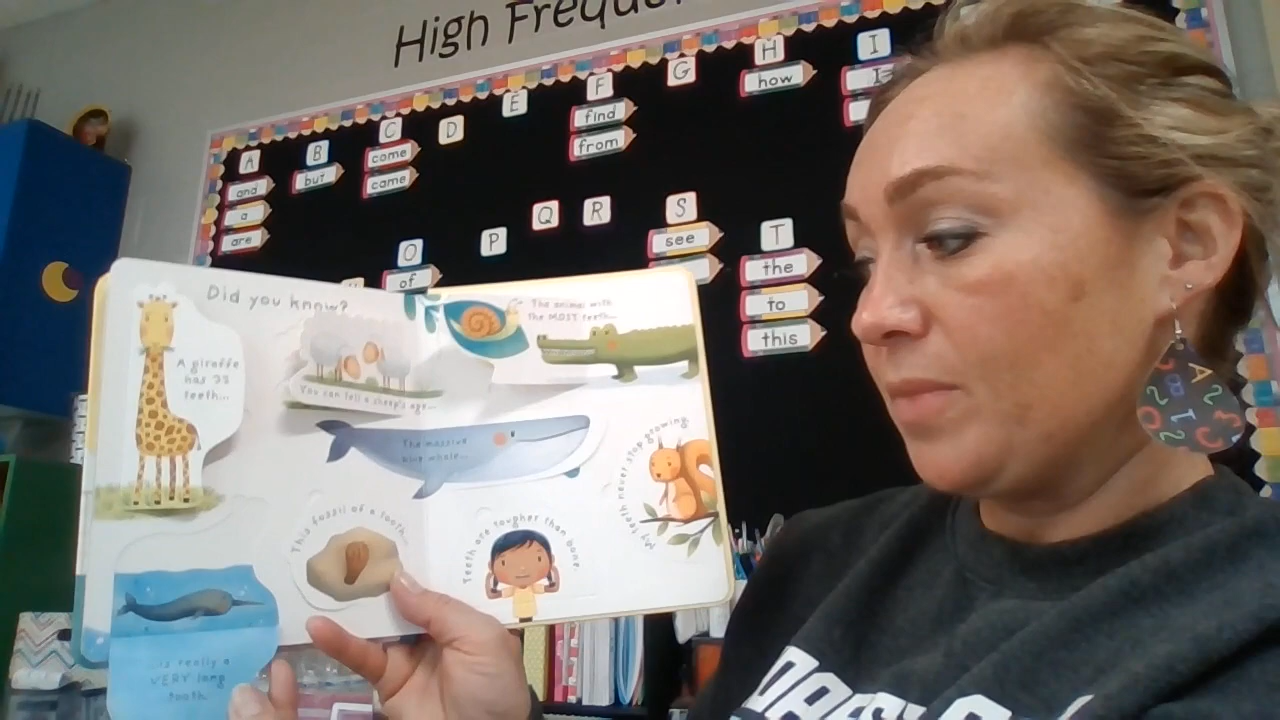 High Freque
A
and
a
are
B
but
C
come
came
D
E
F
find
from
G
H
how
I
I
O
of
P
Q
R
S
see
T
the
to
this
Did you know?
A giraffe
has 32
teeth...
You can tell a sheep's age...
The animal with
the MOST teeth...
The massive
blue whale...
My teeth never stop growing.
This fossil of a tooth...
Teeth are tougher than bone.
...is really a
VERY long
tooth.